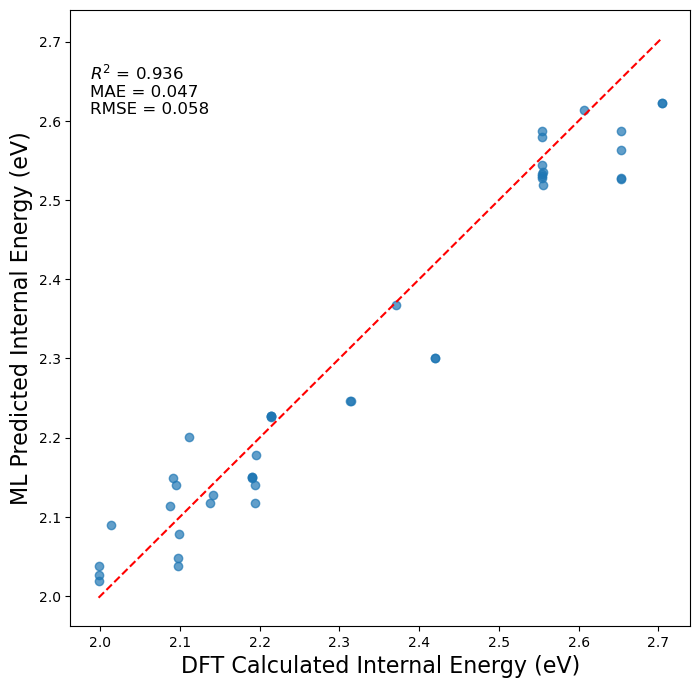 R² = 0.936
MAE = 0.047
RMSE = 0.058
ML Predicted Internal Energy (eV)
2.7
2.6
2.5
2.4
2.3
2.2
2.1
2.0
2.0 2.1 2.2 2.3 2.4 2.5 2.6 2.7
DFT Calculated Internal Energy (eV)